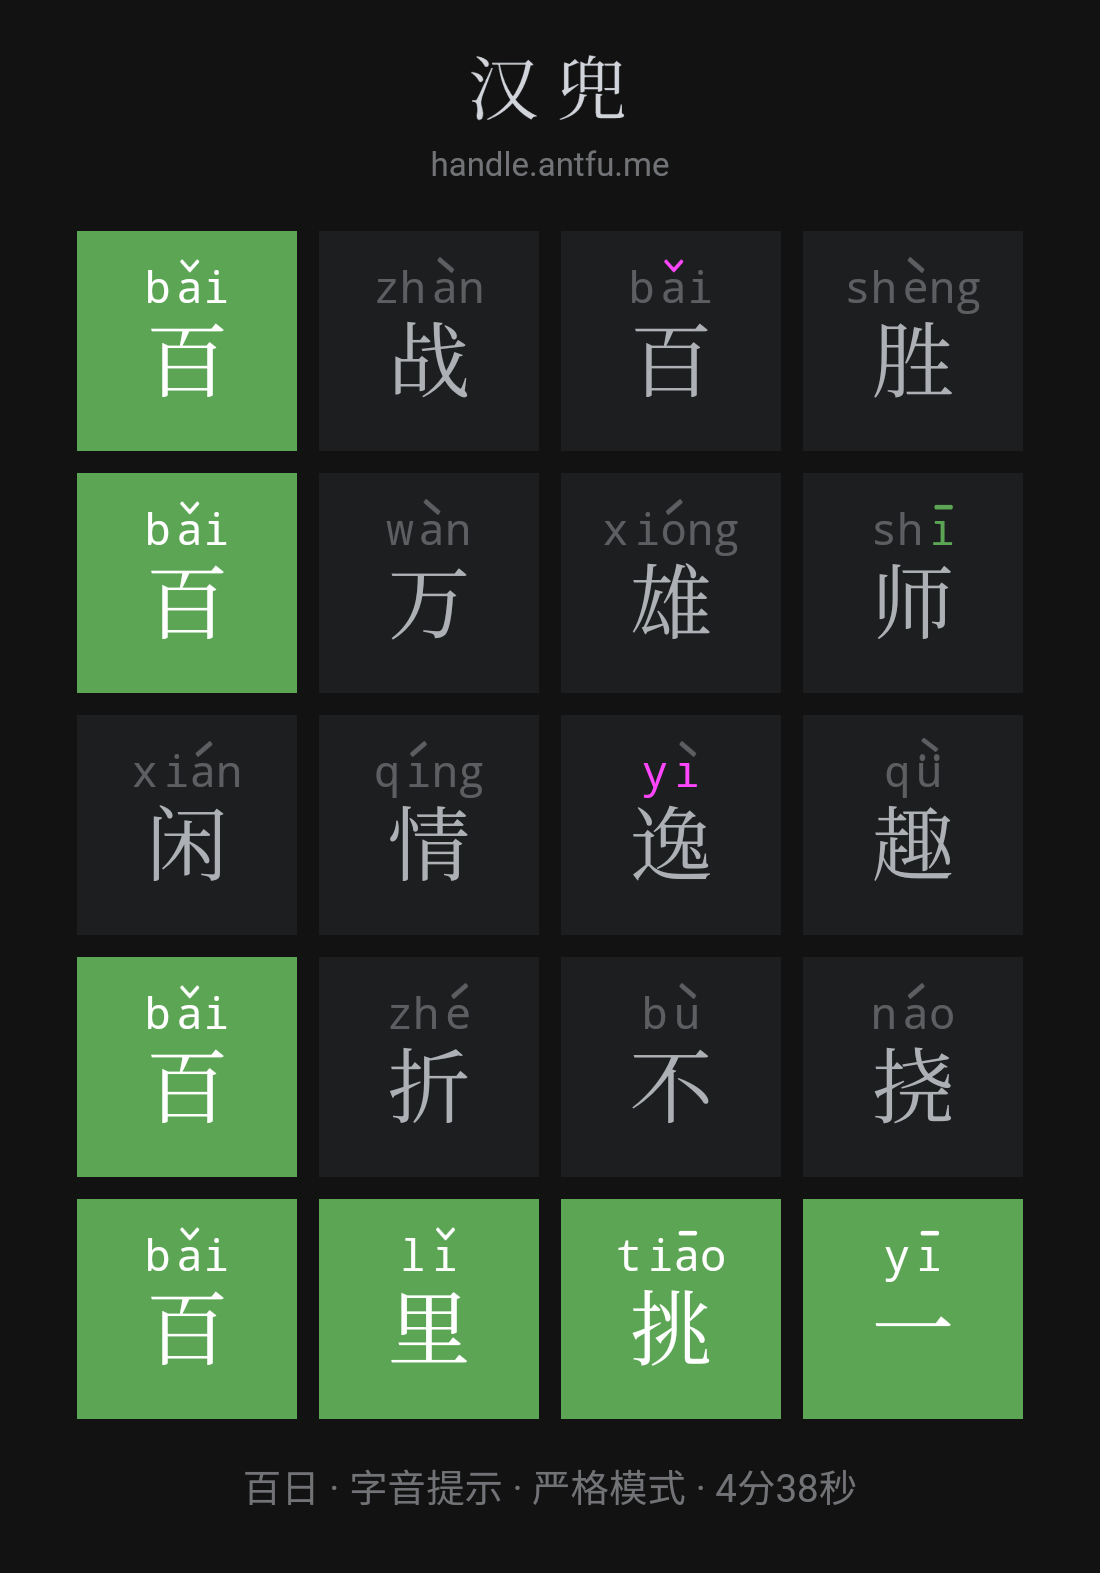 汉兜
handle.antfu.me
bǎi zhàn bǎi shèng
百 战 百 胜
bǎi wàn xióng shī
百 万 雄 师
xián qíng yì qù
闲 情 逸 趣
bǎi zhé bù náo
百 折 不 挠
bǎi lǐ tiāo yī
百 里 挑 一
百日 · 字音提示 · 严格模式 · 4分38秒